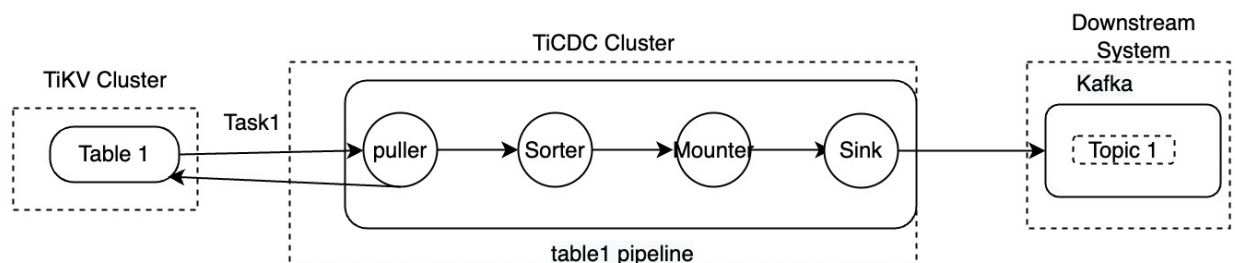 TiKV Cluster
Table 1
Task1
TiCDC Cluster
puller
Sorter
Mounter
Sink
table1 pipeline
Downstream
System
Kafka
Topic 1